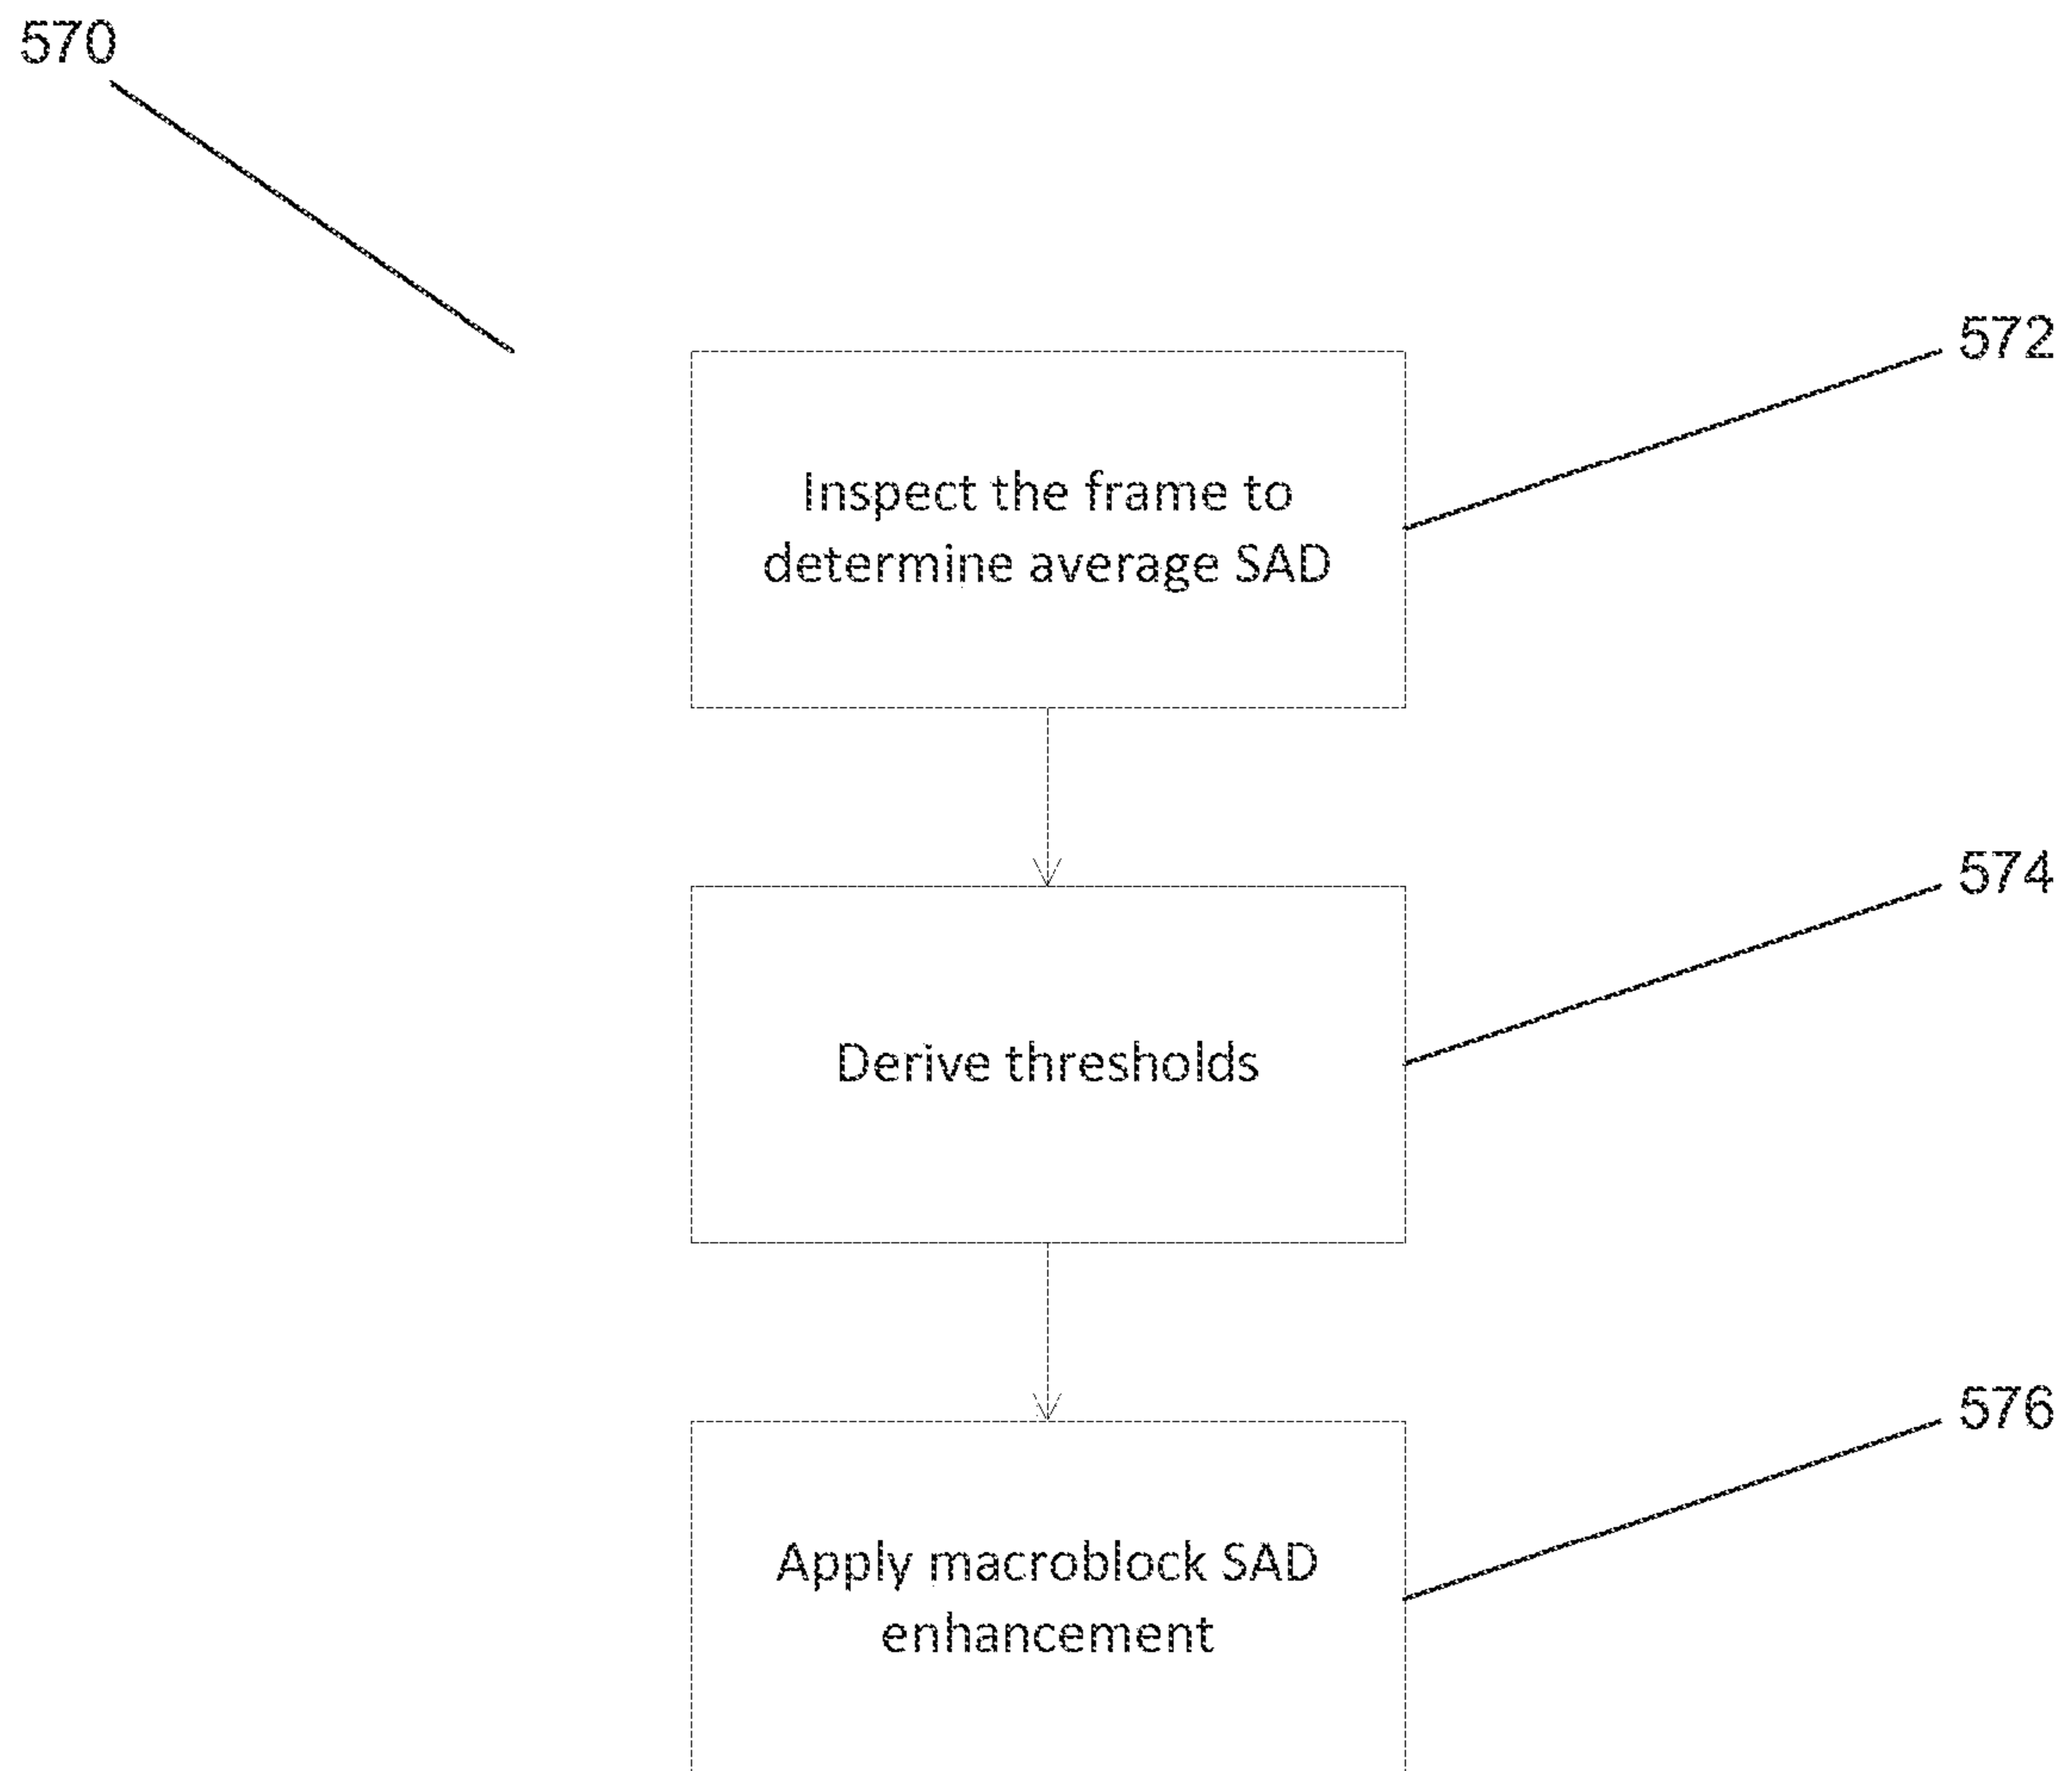 570
572
Inspect the frame to
determine average SAD
574
Derive thresholds
576
Apply macroblock SAD
enhancement